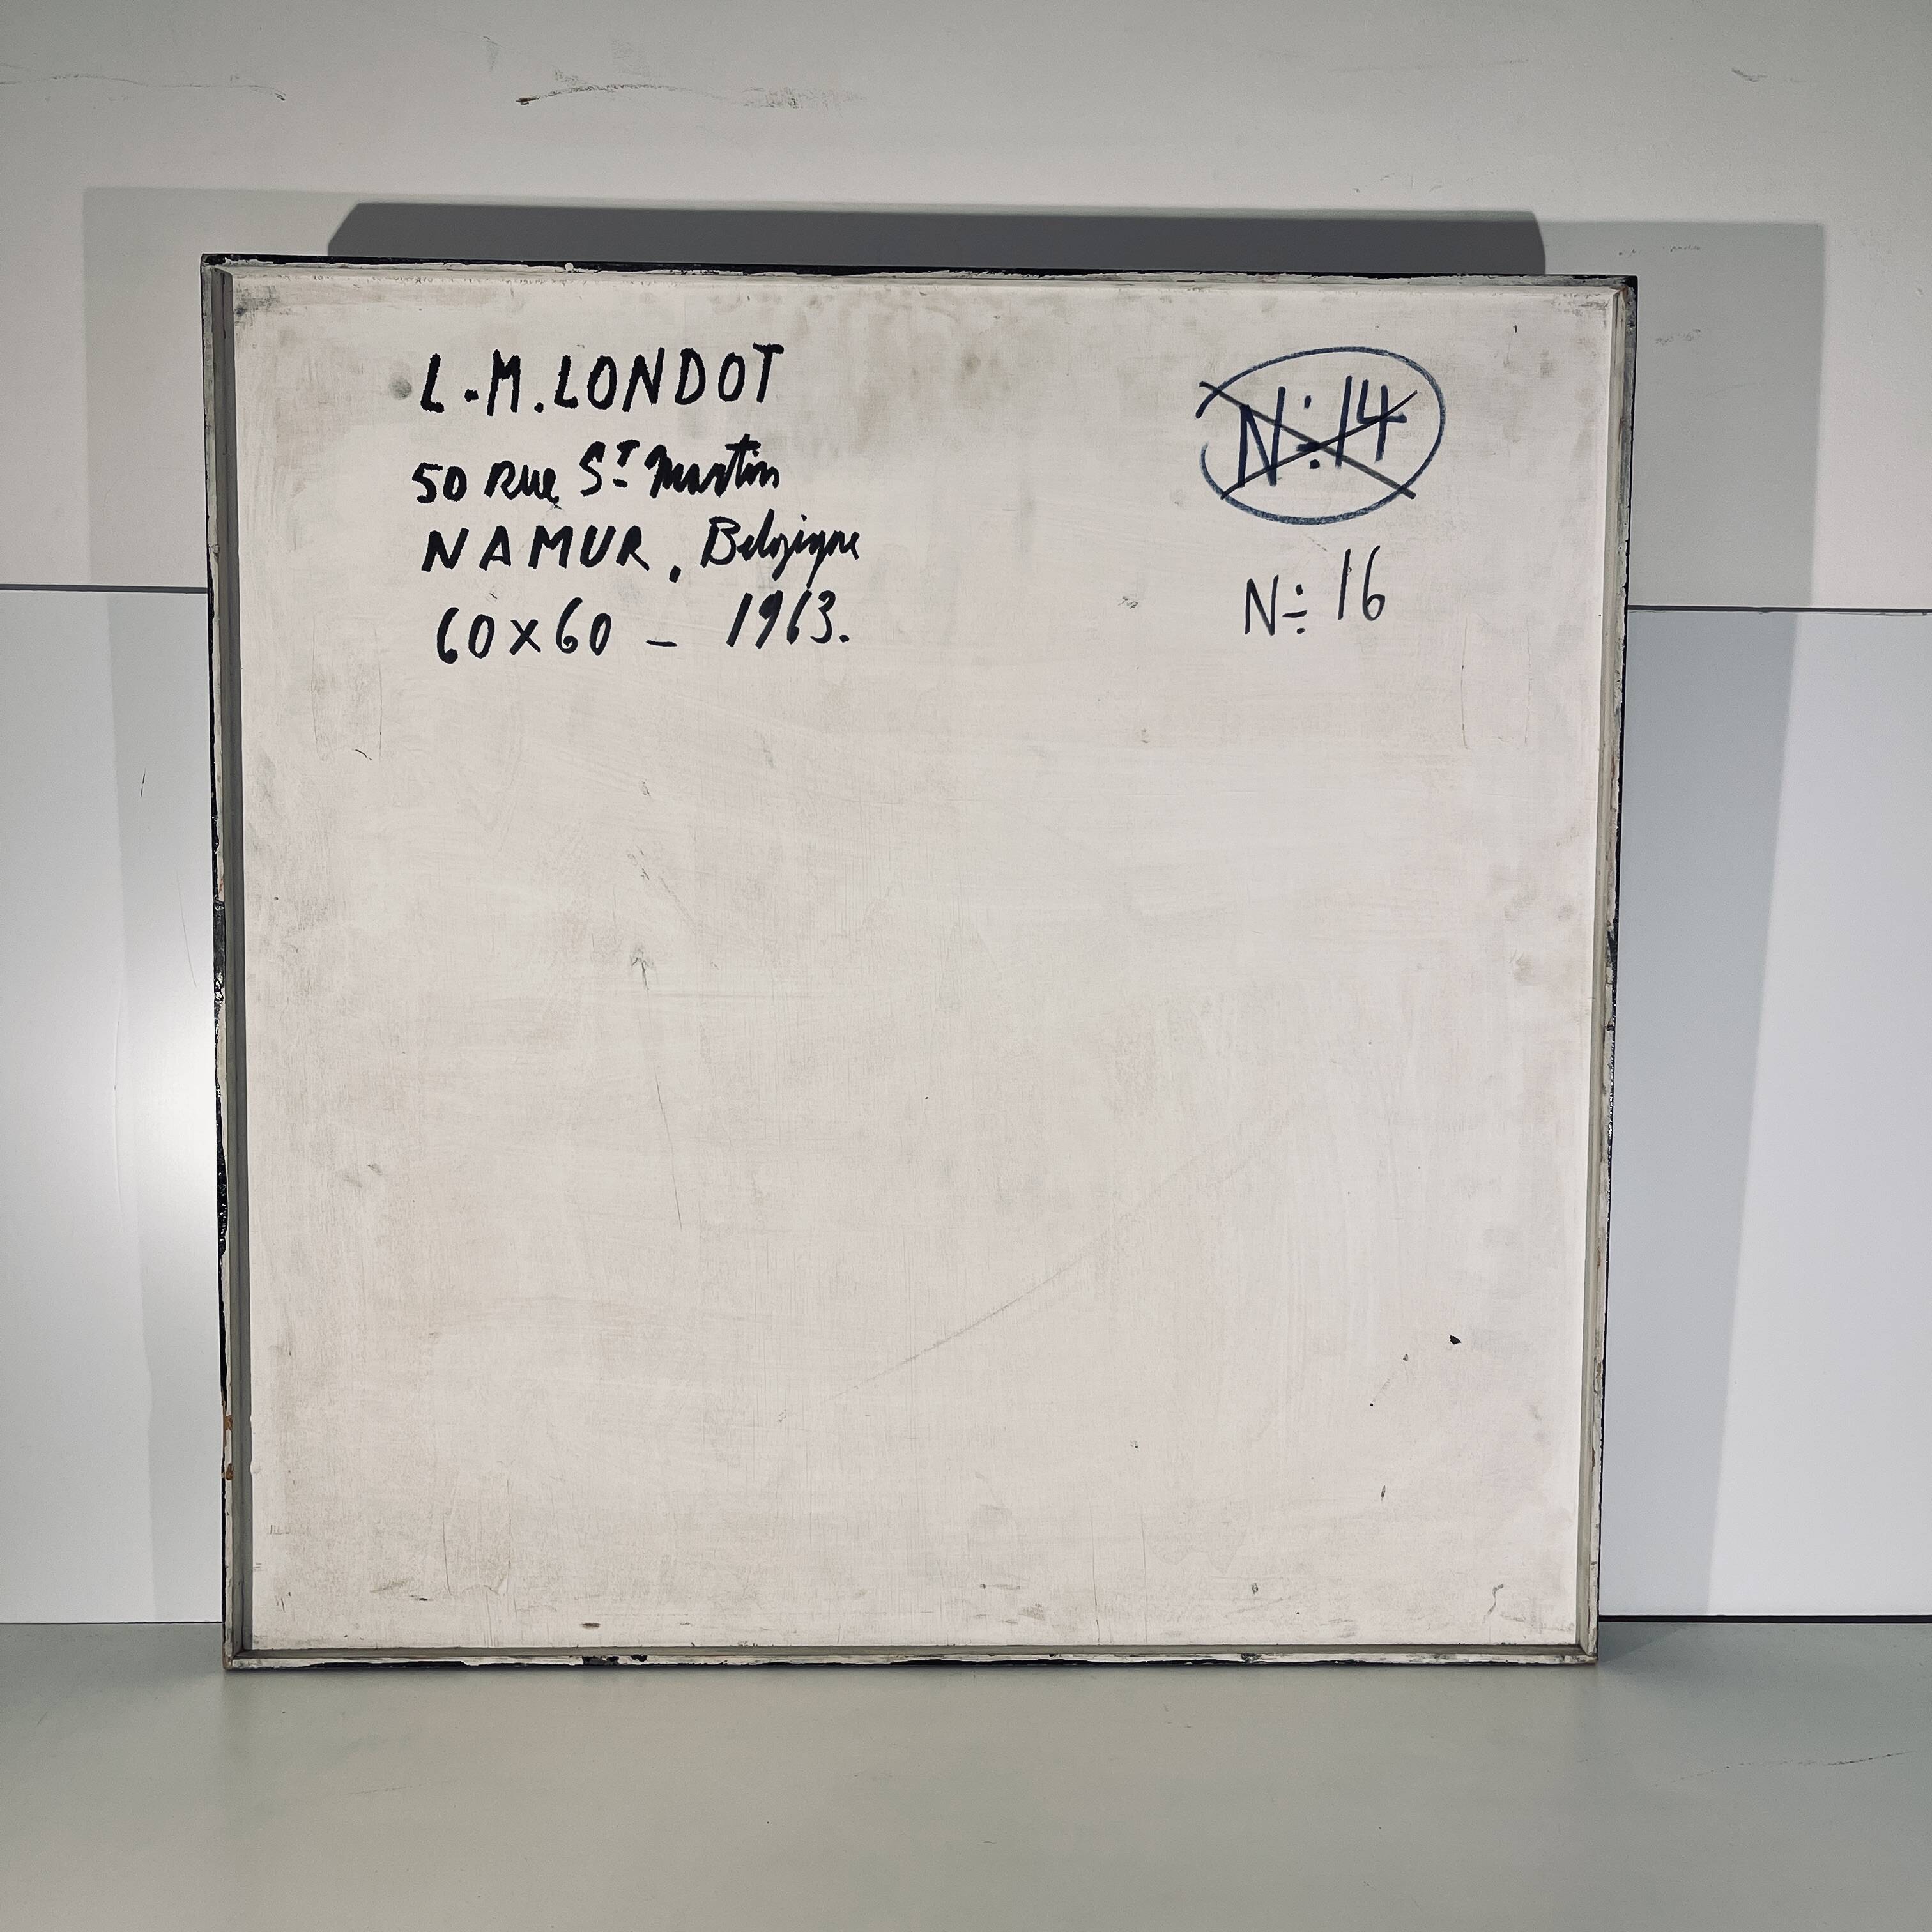 L.M. LONDOT
50 Rue St Martin
NAMUR. Belgique
60x60 - 1963.
N° 14
N° 16